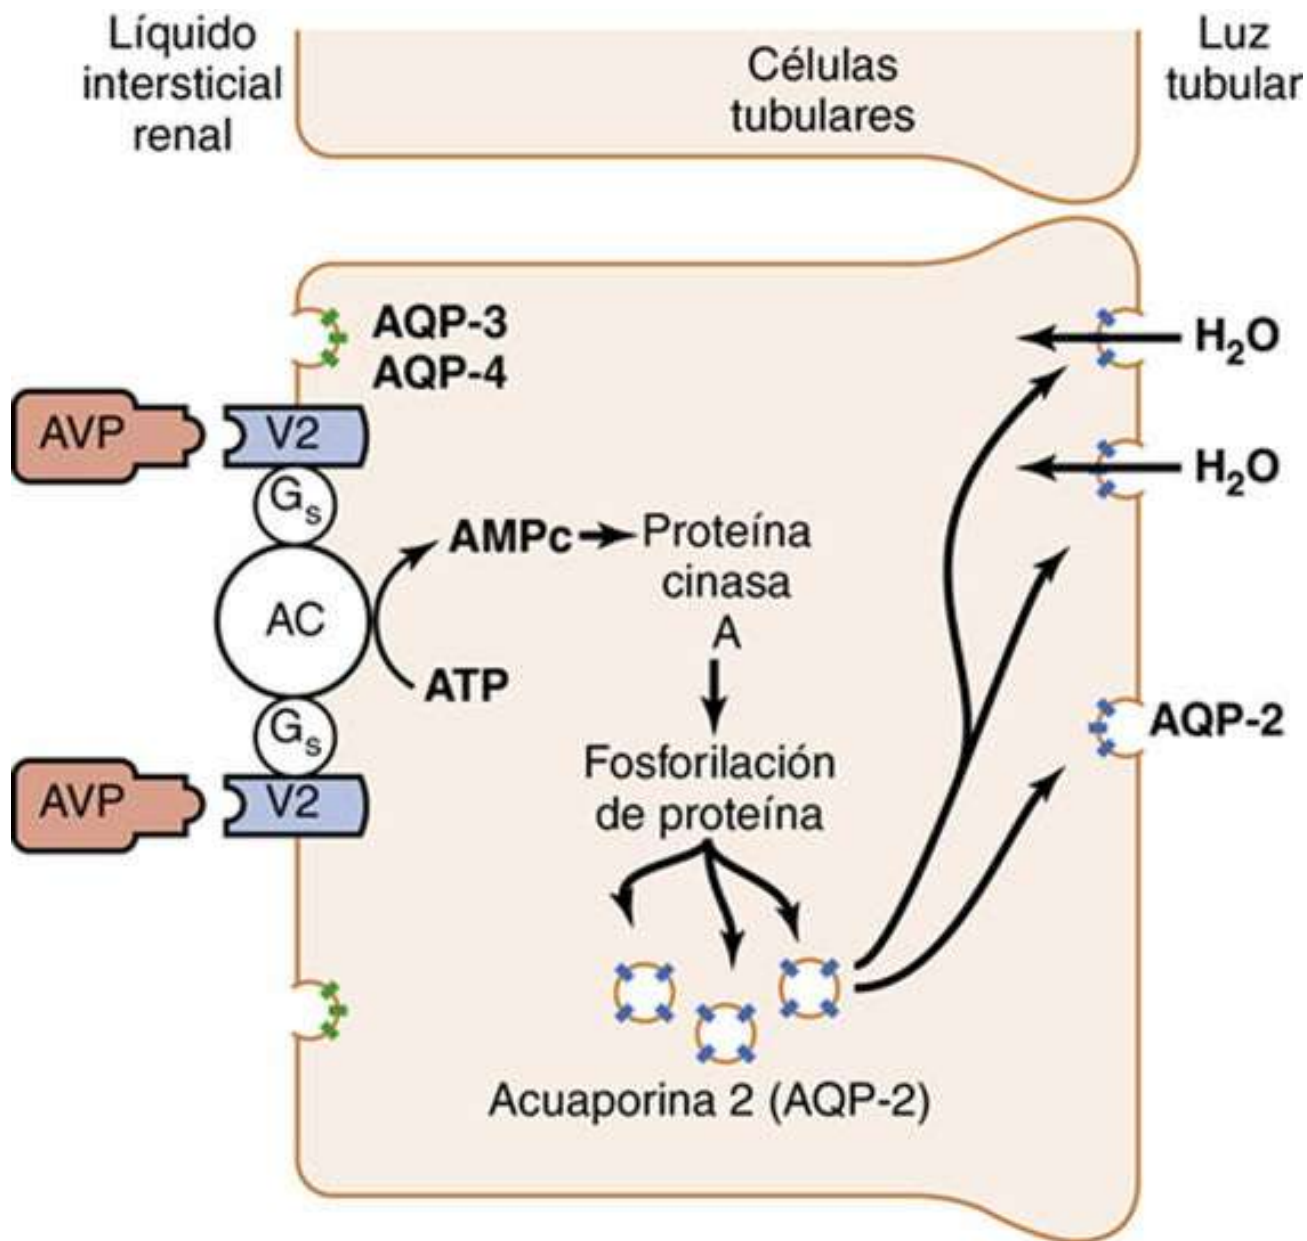 Líquido
intersticial
renal
Células
tubulares
Luz
tubular
AQP-3
AQP-4
H2O
AVP
V2
H2O
Gs
AMPc
Proteína
cinasa
A
AC
ATP
Gs
AQP-2
Fosforilación
de proteína
AVP
V2
Acuaporina 2 (AQP-2)